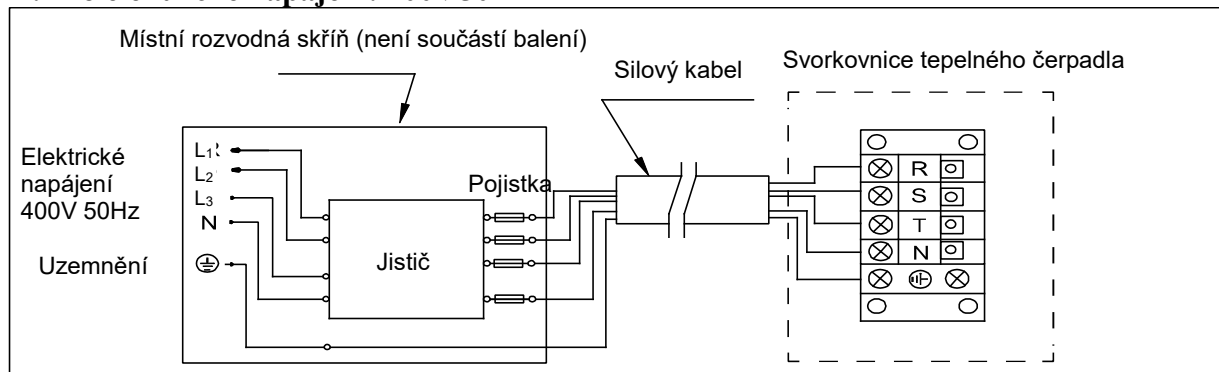 Místní rozvodná skříň (není součástí balení)
Silový kabel
Svorkovnice tepelného čerpadla
Elektrické
napájení
400V 50Hz
Uzemnění
L1
L2
L3
N
Pojistka
Jistič
R
S
T
N